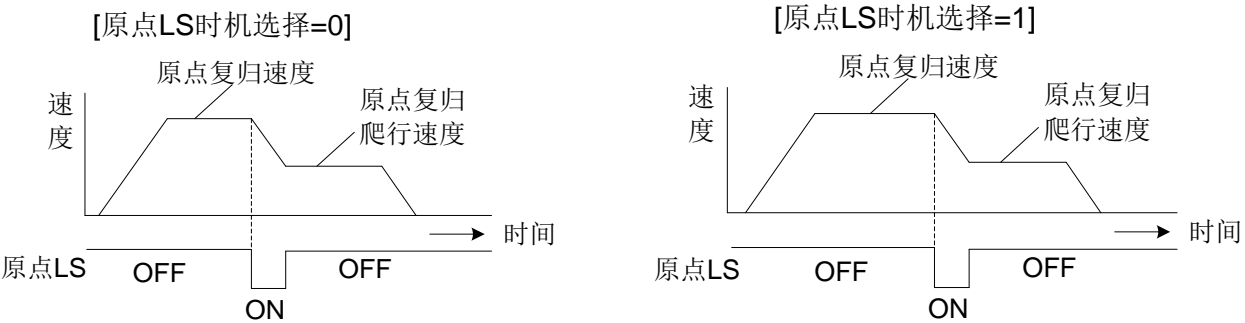 [原点LS时机选择=0]
原点复归速度
原点复归
爬行速度
速
度
时间
原点LS
OFF
OFF
ON
[原点LS时机选择=1]
原点复归速度
原点复归
爬行速度
速
度
时间
原点LS
OFF
OFF
ON